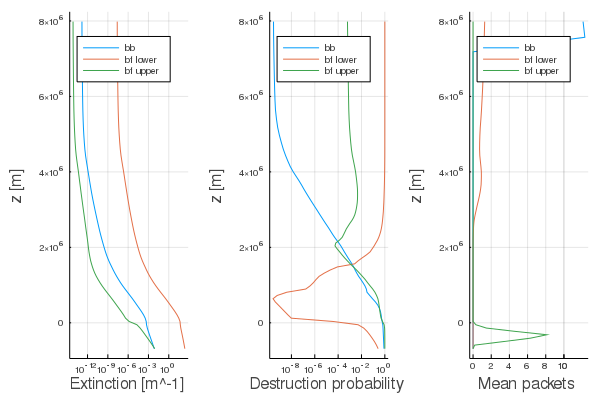 8×10⁶
6×10⁶
4×10⁶
2×10⁶
0
z [m]
bb
bf lower
bf upper
10⁻¹² 10⁻⁹ 10⁻⁶ 10⁻³ 10⁰
Extinction [m^-1]
8×10⁶
6×10⁶
4×10⁶
2×10⁶
0
z [m]
bb
bf lower
bf upper
10⁻⁸ 10⁻⁶ 10⁻⁴ 10⁻² 10⁰
Destruction probability
8×10⁶
6×10⁶
4×10⁶
2×10⁶
0
z [m]
bb
bf lower
bf upper
0 2 4 6 8 10
Mean packets